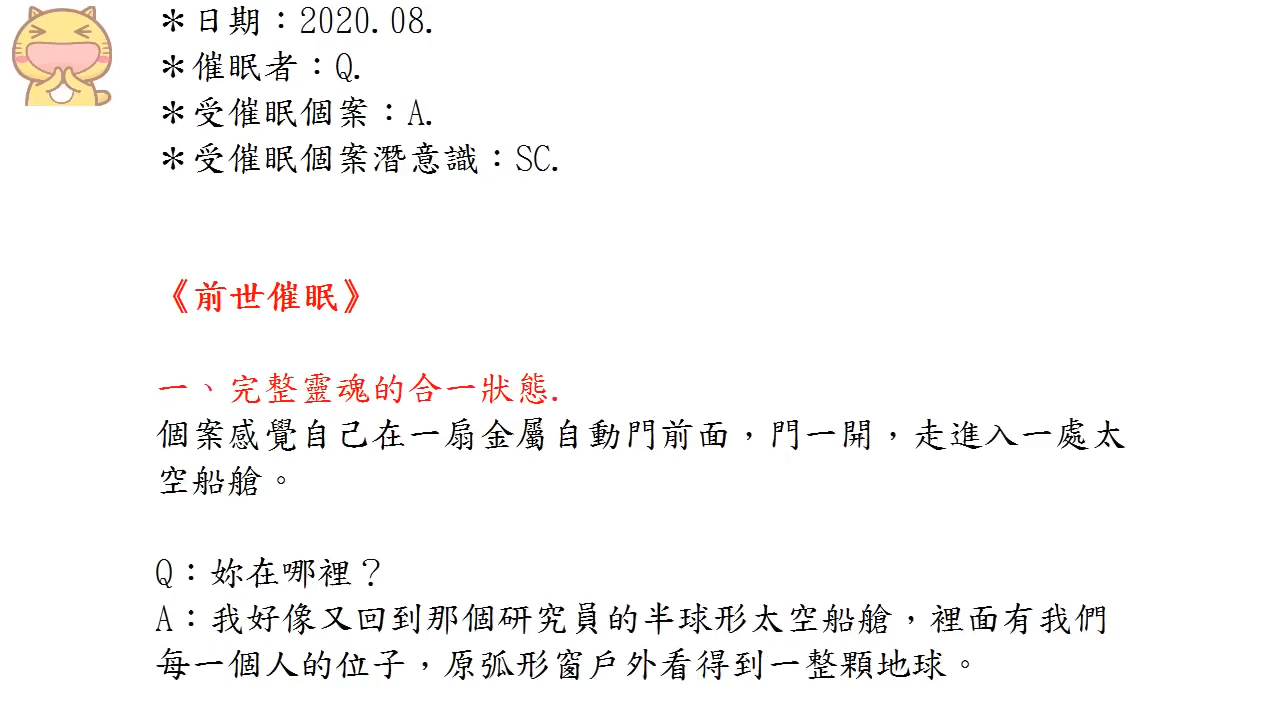 ＊日期：2020.08.
＊催眠者：Q.
＊受催眠個案：A.
＊受催眠個案潛意識：SC.
《前世催眠》
一、完整靈魂的合一狀態.
個案感覺自己在一扇金屬自動門前面，門一開，走進入一處太
空船艙。
Q：妳在哪裡？
A：我好像又回到那個研究員的半球形太空船艙，裡面有我們
每一個人的位子，原弧形窗戶外看得到一整顆地球。